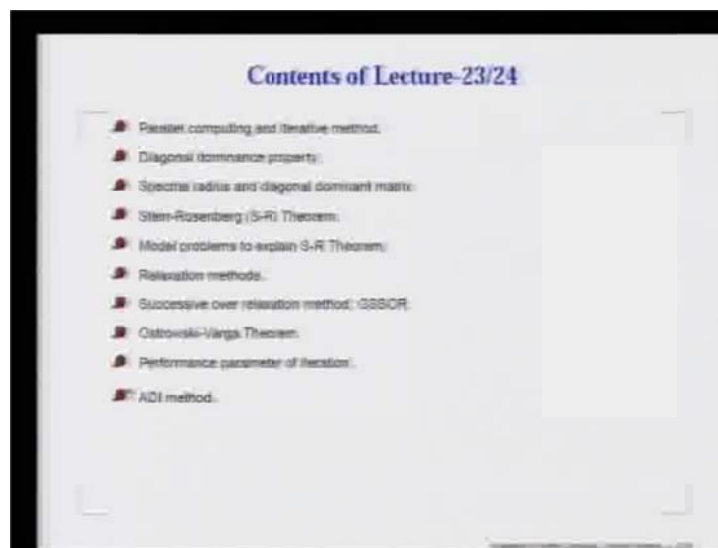 Contents of Lecture-23/24
Parallel computing and iterative method.
Diagonal dominance property.
Spectral radius and diagonal dominant matrix.
Stein-Rosenberg (S-R) Theorem.
Model problems to explain S-R Theorem.
Relaxation methods.
Successive over relaxation method, GSSOR.
Ostrowski-Varga Theorem.
Performance parameter of iteration.
ADI method.